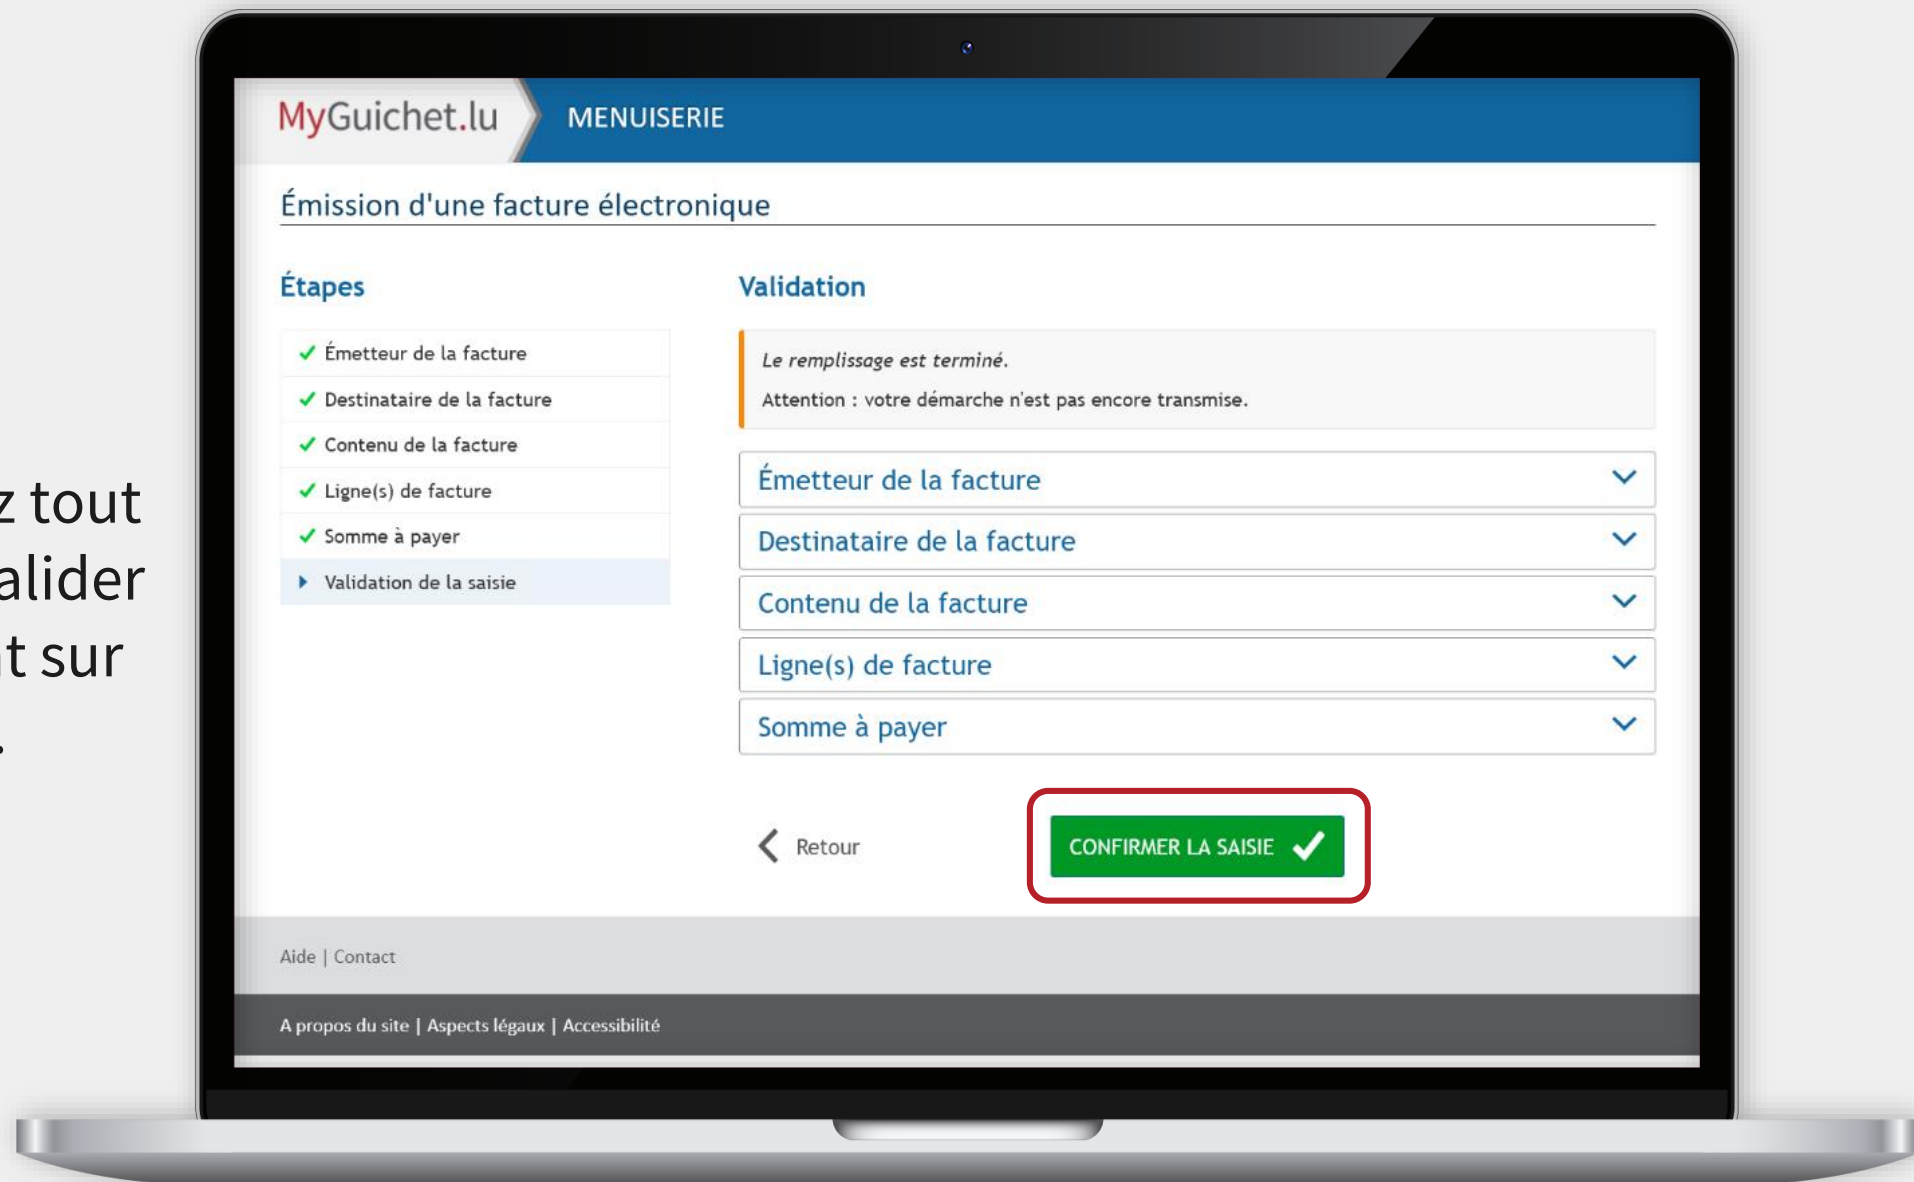 z tout
alider
t sur
.
MyGuichet.lu
MENUISERIE
Émission d'une facture électronique
Étapes
Émetteur de la facture
Destinataire de la facture
Contenu de la facture
Ligne(s) de facture
Somme à payer
Validation de la saisie
Validation
Le remplissage est terminé.
Attention : votre démarche n'est pas encore transmise.
Émetteur de la facture
Destinataire de la facture
Contenu de la facture
Ligne(s) de facture
Somme à payer
Retour
CONFIRMER LA SAISIE
Aide | Contact
A propos du site | Aspects légaux | Accessibilité